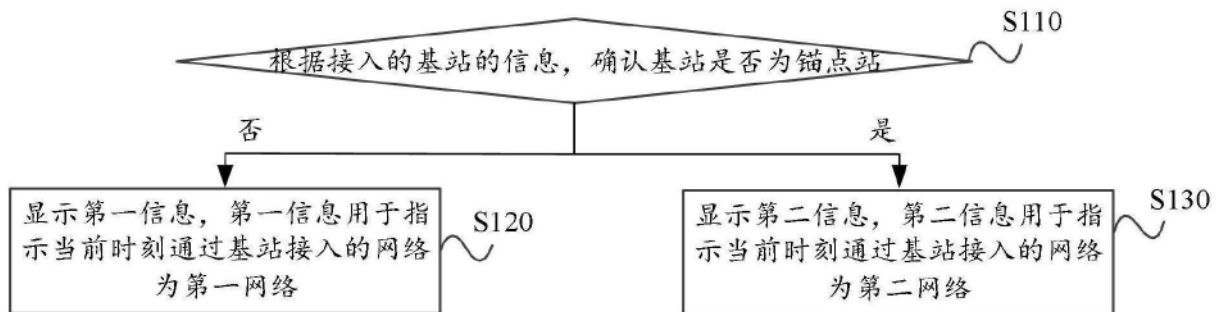 S110
根据接入的基站的信息，确认基站是否为锚点站
否
是
显示第一信息，第一信息用于指
示当前时刻通过基站接入的网络
为第一网络
S120
显示第二信息，第二信息用于指
示当前时刻通过基站接入的网络
为第二网络
S130